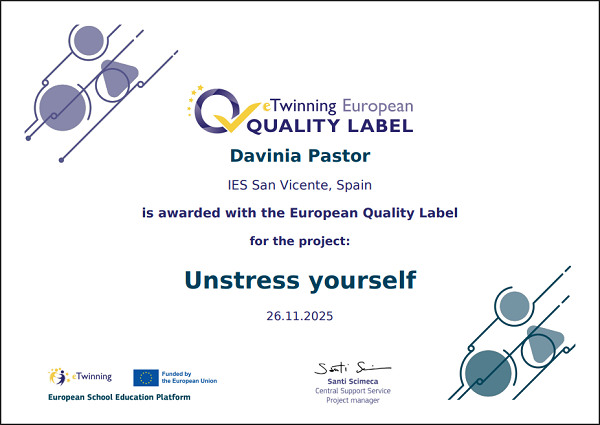 eTwinning European
QUALITY LABEL
Davinia Pastor
IES San Vicente, Spain
is awarded with the European Quality Label
for the project:
Unstress yourself
26.11.2025
eTwinning
Funded by
the European Union
European School Education Platform
Santi Sci
Santi Scimeca
Central Support Service
Project manager